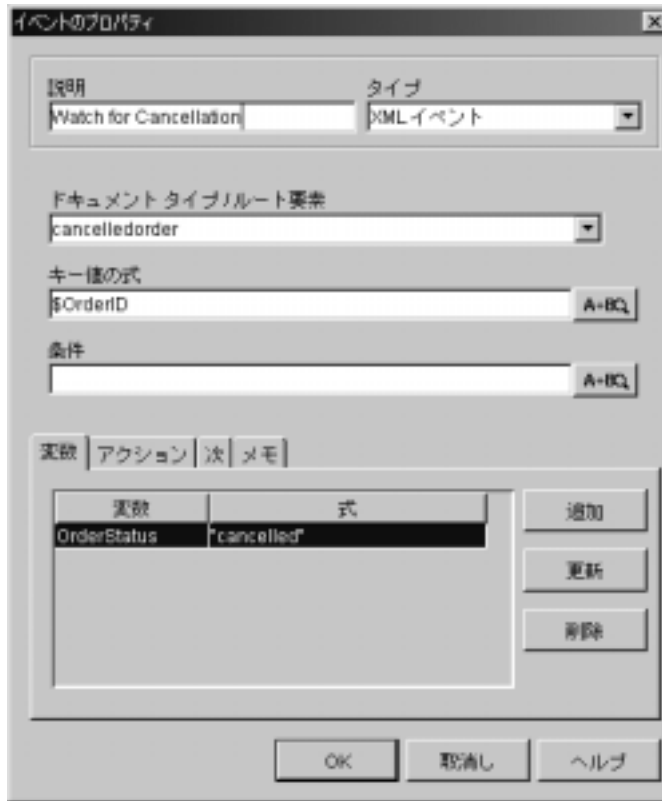 イベントのプロパティ
説明 タイプ
Watch for Cancellation XMLイベント
ドキュメント タイプ / ルート要素
cancelledorder
キー値の式
$OrderID A+BQ
条件
A+BQ
変数 アクション 次 メモ
変数 式 追加
OrderStatus "cancelled"
更新
削除
OK 取消し ヘルプ